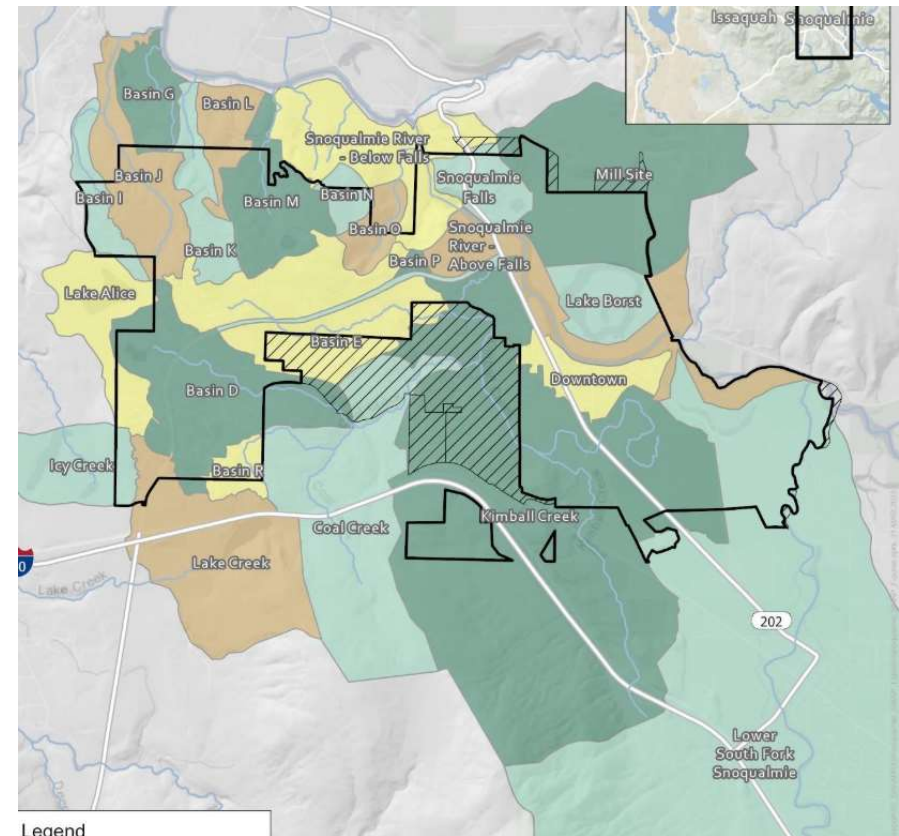 Issaquah
Snoqualmie
Basin G
Basin L
Snoqualmie River
- Below Falls
Mill Site
Basin J
Snoqualmie
Falls
Basin I
Basin M
Basin N
Basin O
Snoqualmie
River -
Above Falls
Basin K
Basin P
Lake Alice
Lake Borst
Basin E
Downtown
Basin D
Icy Creek
Basin R
Kimball Creek
Coal Creek
Lake Creek
0
Lake Creek
202
Lower
South Fork
Snoqualmie
Legend